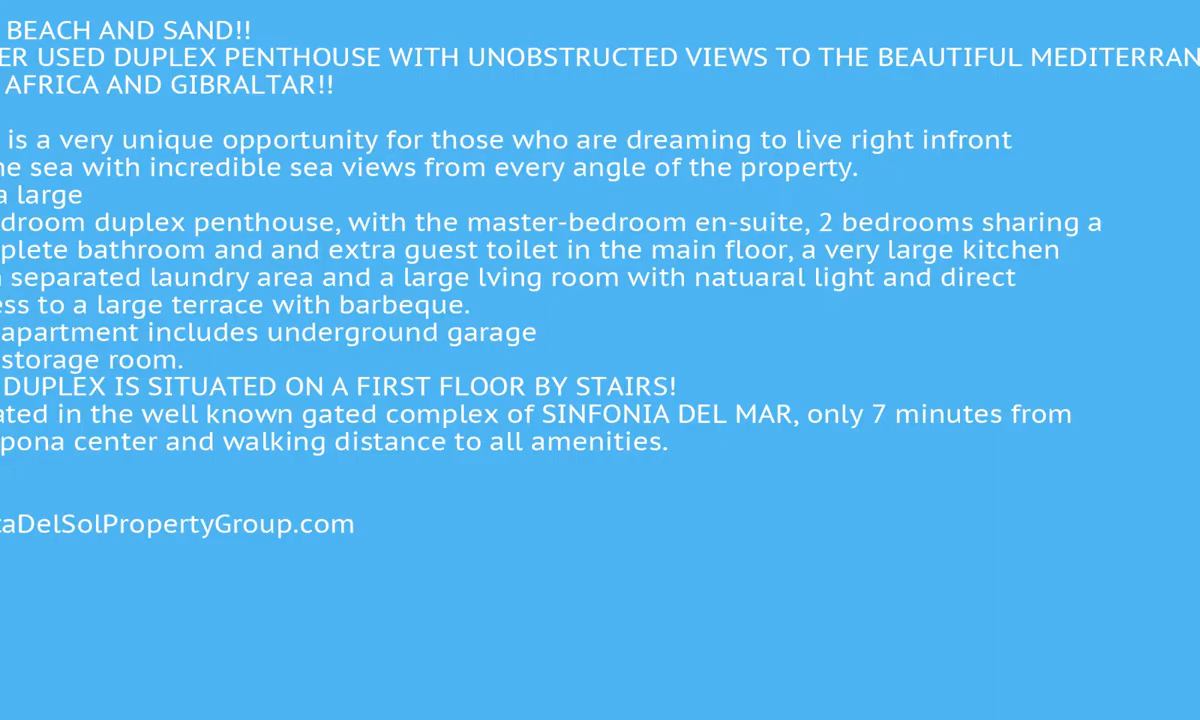 BEACH AND SAND!!
ER USED DUPLEX PENTHOUSE WITH UNOBSTRUCTED VIEWS TO THE BEAUTIFUL MEDITERRAN
AFRICA AND GIBRALTAR!!
is a very unique opportunity for those who are dreaming to live right infront
he sea with incredible sea views from every angle of the property.
a large
droom duplex penthouse, with the master-bedroom en-suite, 2 bedrooms sharing a
plete bathroom and and extra guest toilet in the main floor, a very large kitchen
separated laundry area and a large lving room with natuaral light and direct
ess to a large terrace with barbeque.
apartment includes underground garage
storage room.
DUPLEX IS SITUATED ON A FIRST FLOOR BY STAIRS!
ated in the well known gated complex of SINFONIA DEL MAR, only 7 minutes from
pona center and walking distance to all amenities.
taDelSolPropertyGroup.com